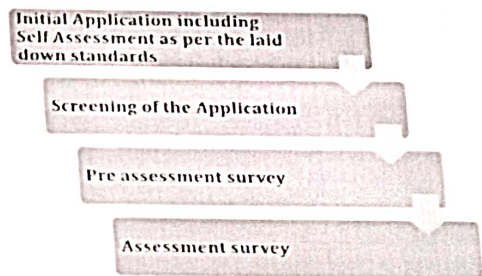 Initial Application including
Self Assessment as per the laid
down standards
Screening of the Application
Pre assessment survey
Assessment survey